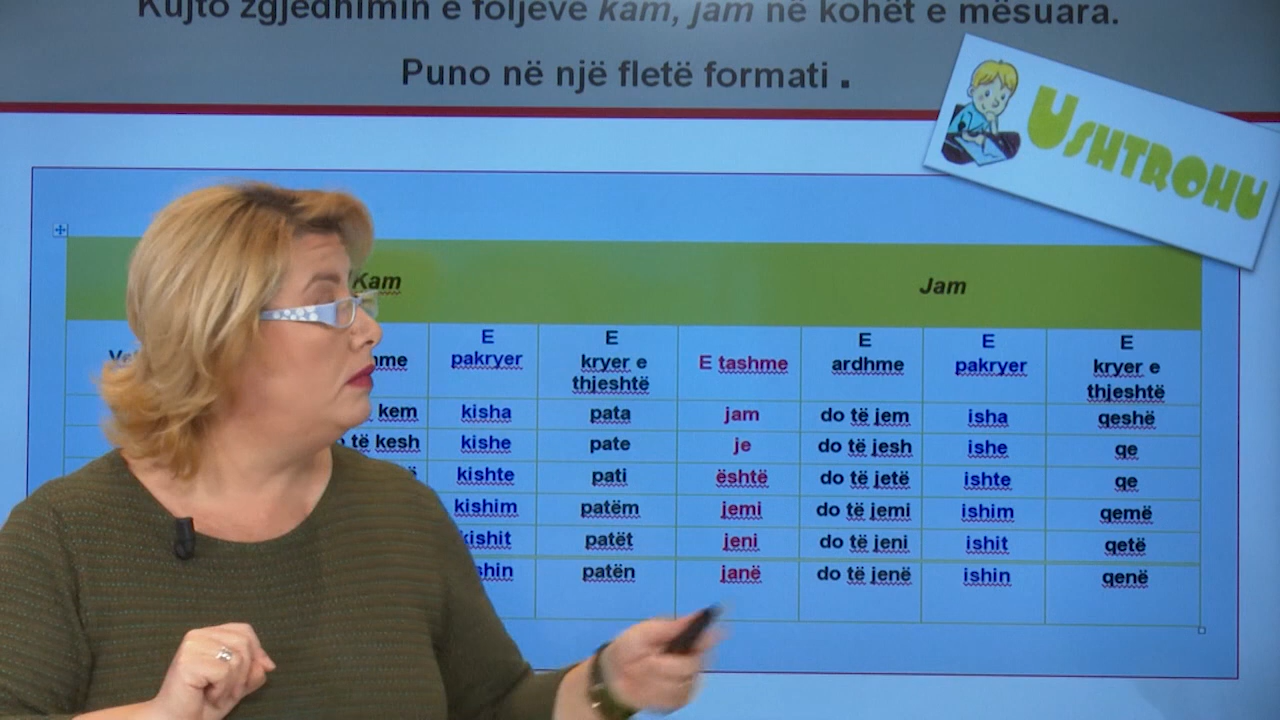 Kujto zgjedhimin e foljeve kam, jam në kohët e mësuara.
Puno në një fletë formati .
USHTROHU
Kam Jam
E pakryer E kryer e thjeshtë E tashme E ardhme E pakryer E kryer e thjeshtë
kem kisha pata jam do të jem isha qeshë
të kesh kishe pate je do të jesh ishe qe
kishte pati është do të jetë ishte qe
kishim patëm jemi do të jemi ishim qemë
kishit patët jeni do të jeni ishit qetë
patën janë do të jenë ishin qenë